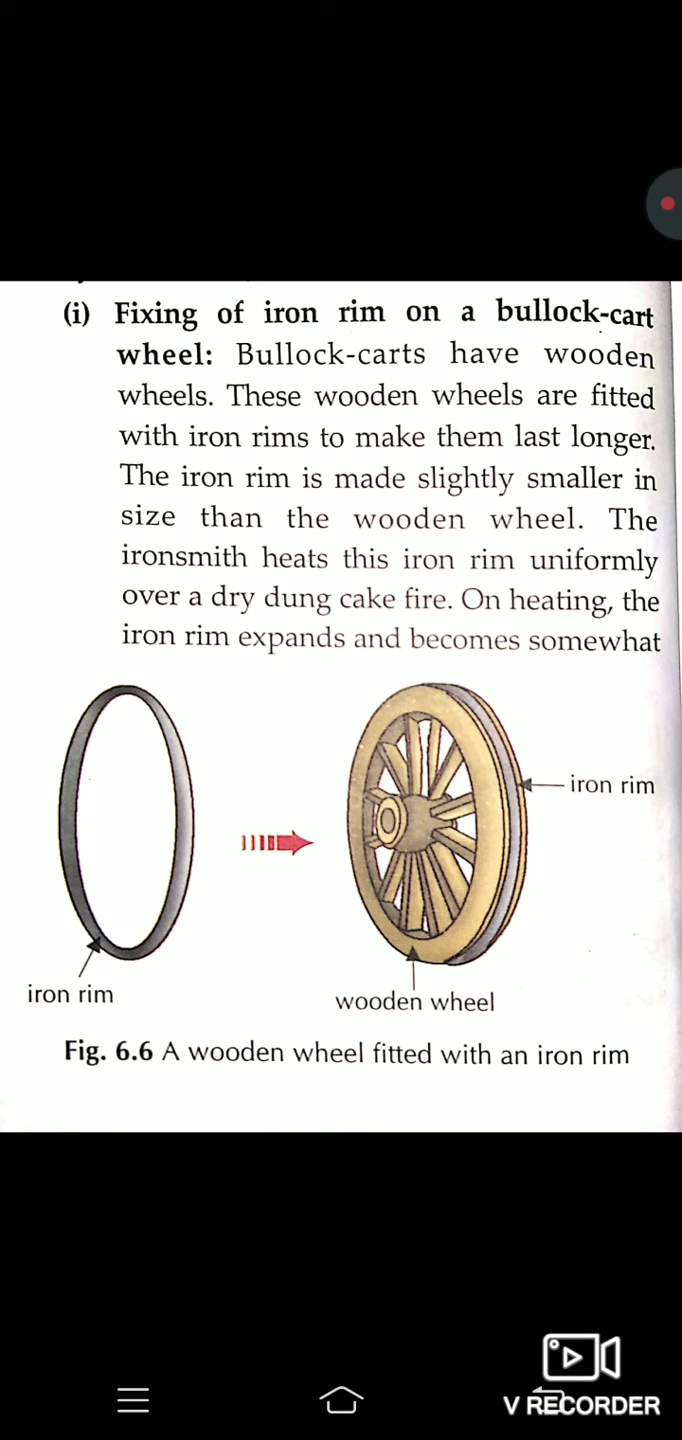 (i) Fixing of iron rim on a bullock-cart
wheel: Bullock-carts have wooden
wheels. These wooden wheels are fitted
with iron rims to make them last longer.
The iron rim is made slightly smaller in
size than the wooden wheel. The
ironsmith heats this iron rim uniformly
over a dry dung cake fire. On heating, the
iron rim expands and becomes somewhat
iron rim
iron rim
wooden wheel
Fig. 6.6 A wooden wheel fitted with an iron rim
V RECORDER